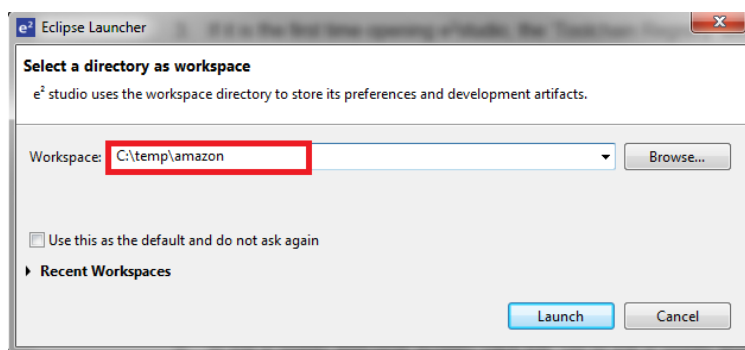 e² Eclipse Launcher
Select a directory as workspace
e² studio uses the workspace directory to store its preferences and development artifacts.
Workspace: C:\temp\amazon Browse...
Use this as the default and do not ask again
Recent Workspaces
Launch Cancel